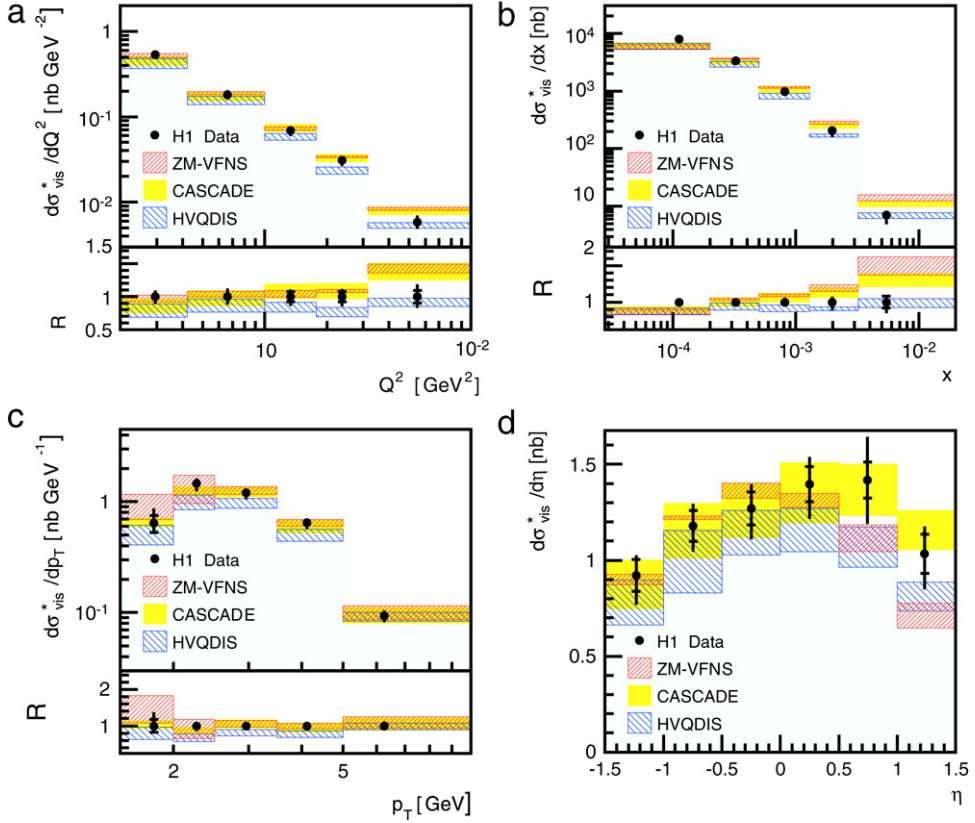 a
dσ*vis /dQ² [nb GeV⁻²]
1
10⁻¹
10⁻²
H1 Data
ZM-VFNS
CASCADE
HVQDIS
1.5
1
0.5
R
10
10⁻²
Q² [GeV²]
b
dσ*vis /dx [nb]
10⁴
10³
10²
10
H1 Data
ZM-VFNS
CASCADE
HVQDIS
2
1
R
10⁻⁴
10⁻³
10⁻²
x
c
dσ*vis /dpT [nb GeV⁻¹]
1
10⁻¹
H1 Data
ZM-VFNS
CASCADE
HVQDIS
2
1
R
2
5
pT [GeV]
d
dσ*vis /dη [nb]
1.5
1
0.5
0
H1 Data
ZM-VFNS
CASCADE
HVQDIS
-1.5 -1 -0.5 0 0.5 1 1.5
η